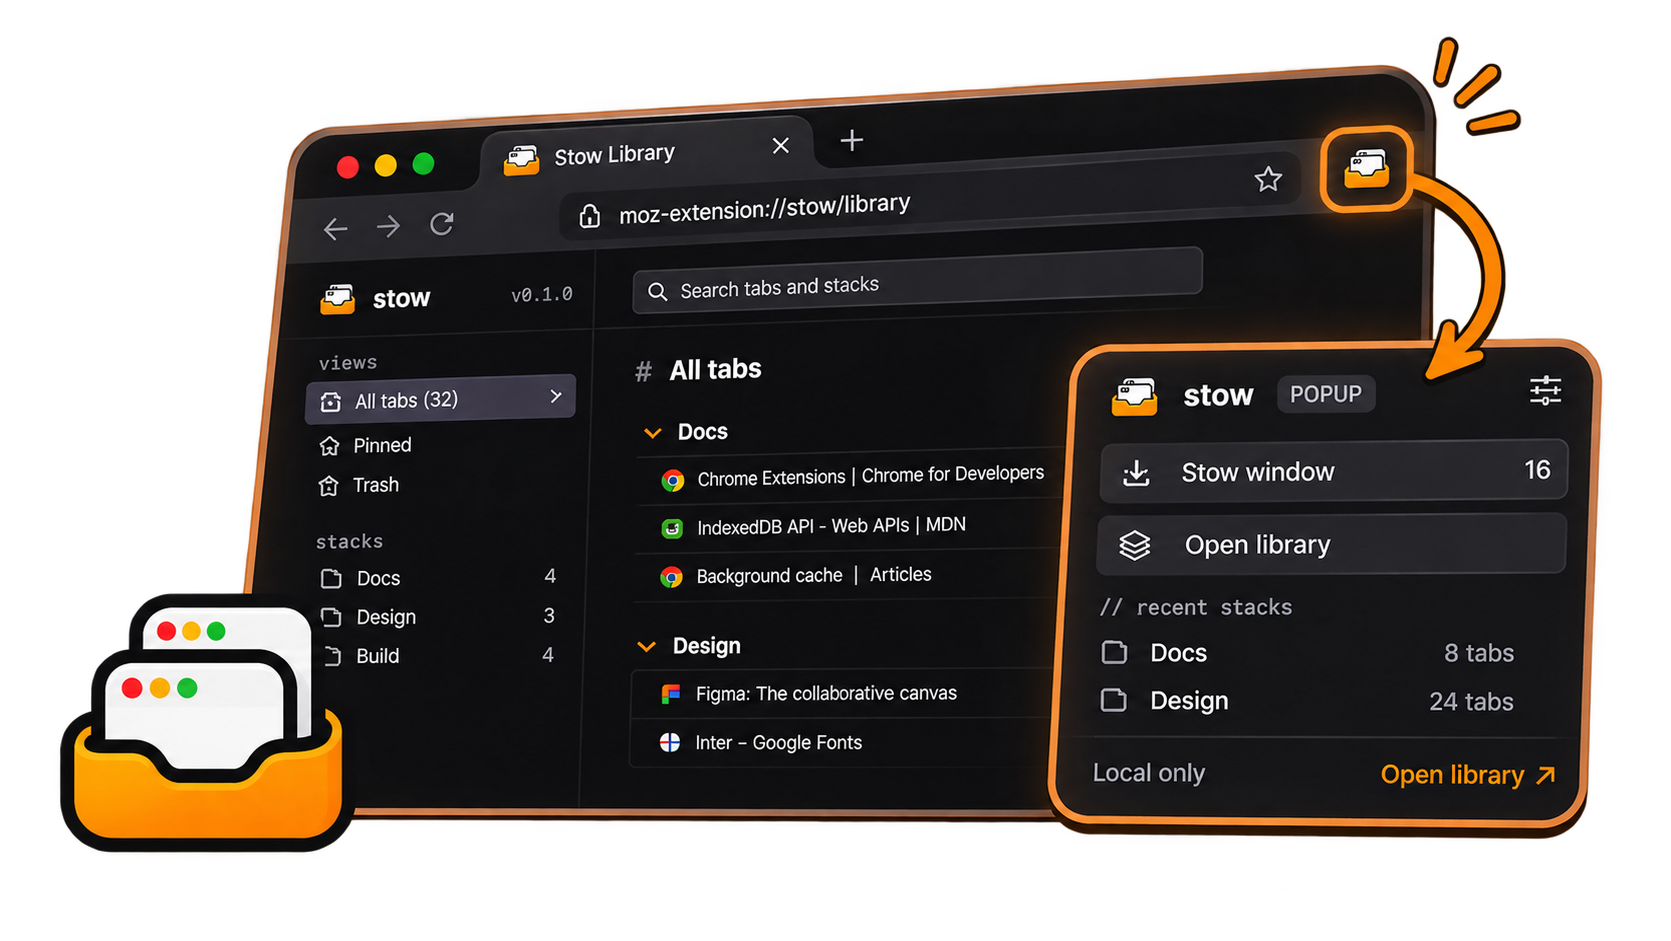 Stow Library
moz-extension://stow/library
stow v0.1.0
Search tabs and stacks
views
All tabs (32)
Pinned
Trash
stacks
Docs 4
Design 3
Build 4
# All tabs
Docs
Chrome Extensions | Chrome for Developers
IndexedDB API - Web APIs | MDN
Background cache | Articles
Design
Figma: The collaborative canvas
Inter – Google Fonts
stow POPUP
Stow window 16
Open library
// recent stacks
Docs 8 tabs
Design 24 tabs
Local only Open library ↗